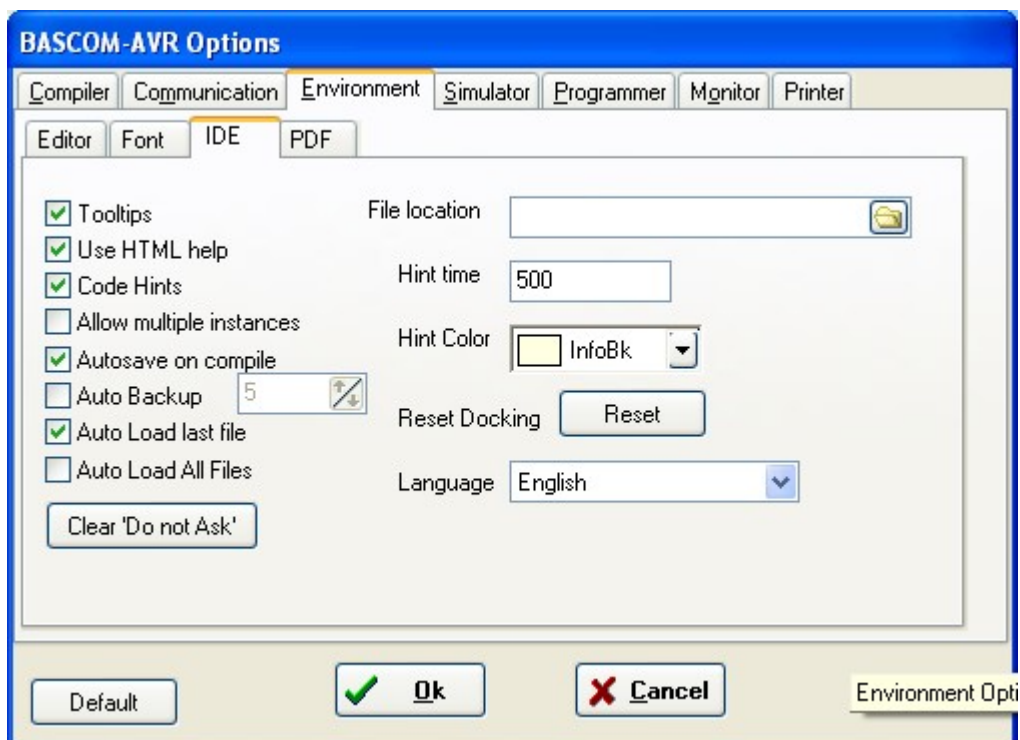 BASCOM-AVR Options
Compiler Communication Environment Simulator Programmer Monitor Printer
Editor Font IDE PDF
Tooltips
Use HTML help
Code Hints
Allow multiple instances
Autosave on compile
Auto Backup 5
Auto Load last file
Auto Load All Files
Clear 'Do not Ask'
File location
Hint time 500
Hint Color InfoBk
Reset Docking Reset
Language English
Default Ok Cancel
Environment Opti